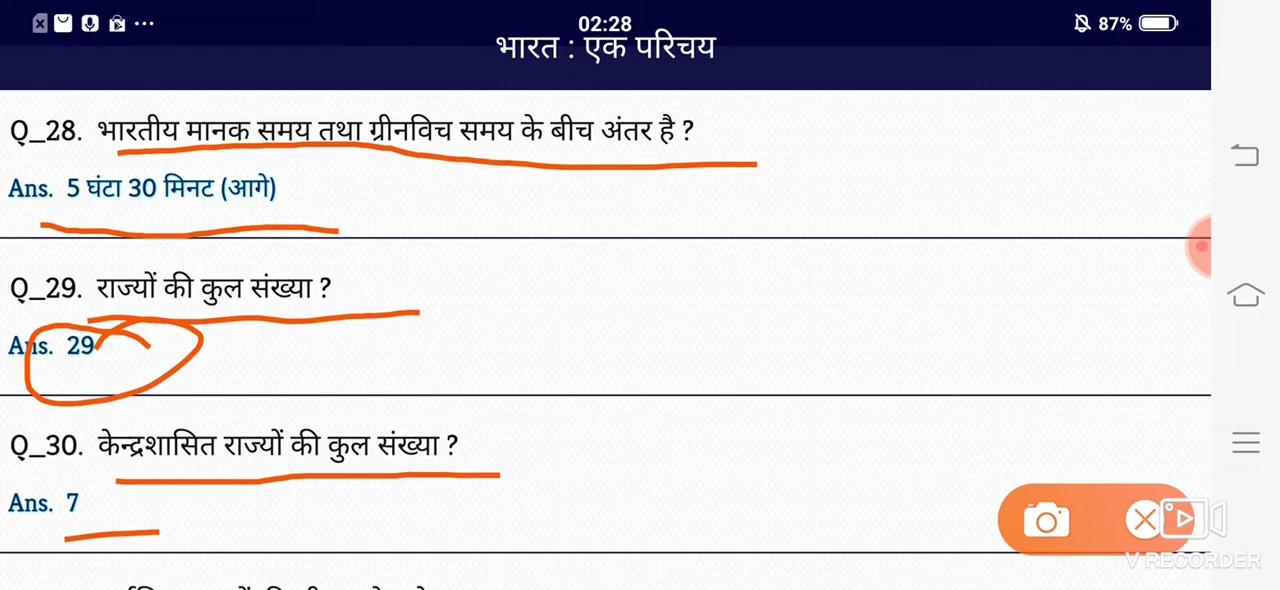 02:28
87%
भारत : एक परिचय
Q_28. भारतीय मानक समय तथा ग्रीनविच समय के बीच अंतर है ?
Ans. 5 घंटा 30 मिनट (आगे)
Q_29. राज्यों की कुल संख्या ?
Ans. 29
Q_30. केन्द्रशासित राज्यों की कुल संख्या ?
Ans. 7
V RECORDER